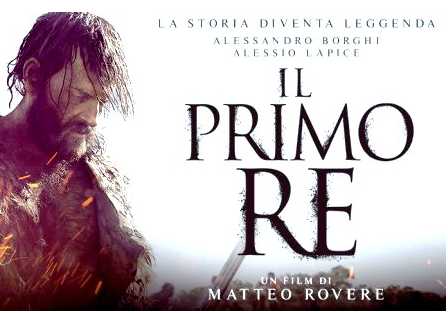 LA STORIA DIVENTA LEGGENDA
ALESSANDRO BORGHI
ALESSIO LAPICE
IL
PRIMO
RE
UN FILM DI
MATTEO ROVERE